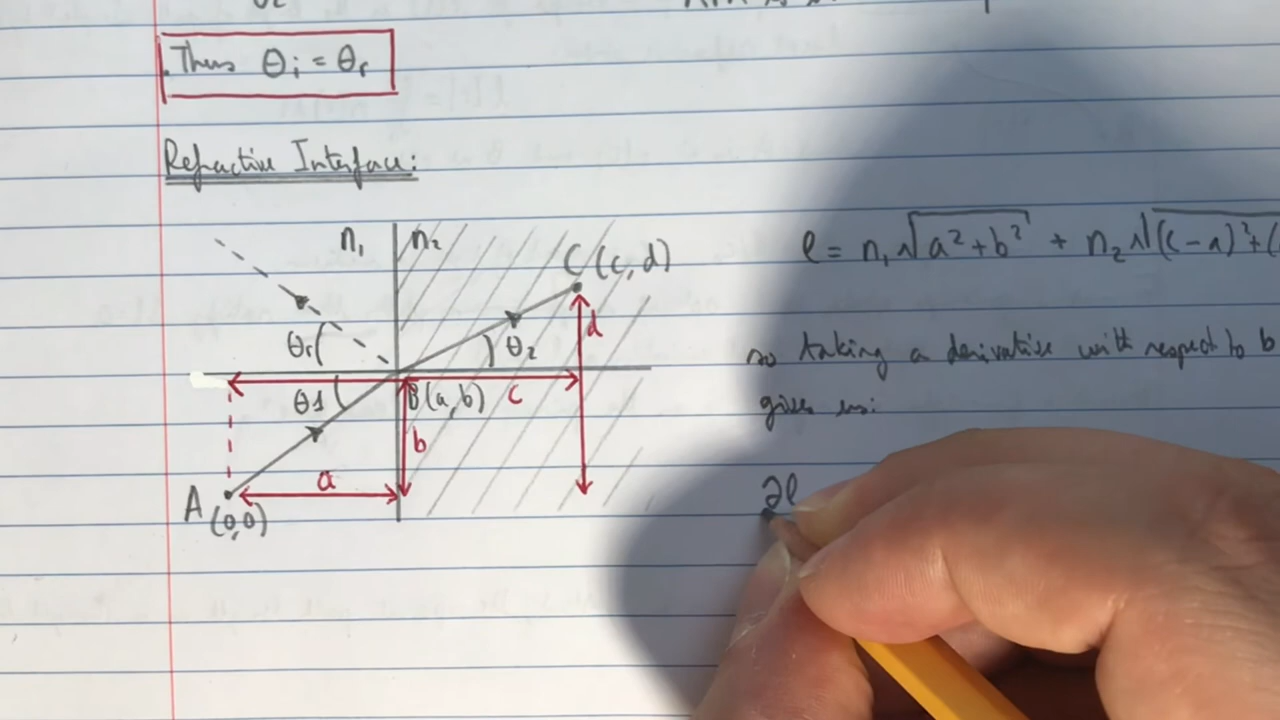 Thus θi = θr
Refractive Interface:
n₁ n₂
C (c, d)
θr θ₂ d
θ1 B(a, b) c
b
a
A (0,0)
l = n₁√(a²+b²) + n₂√((c-a)²+(
so taking a derivative with respect to b
gives us:
∂l